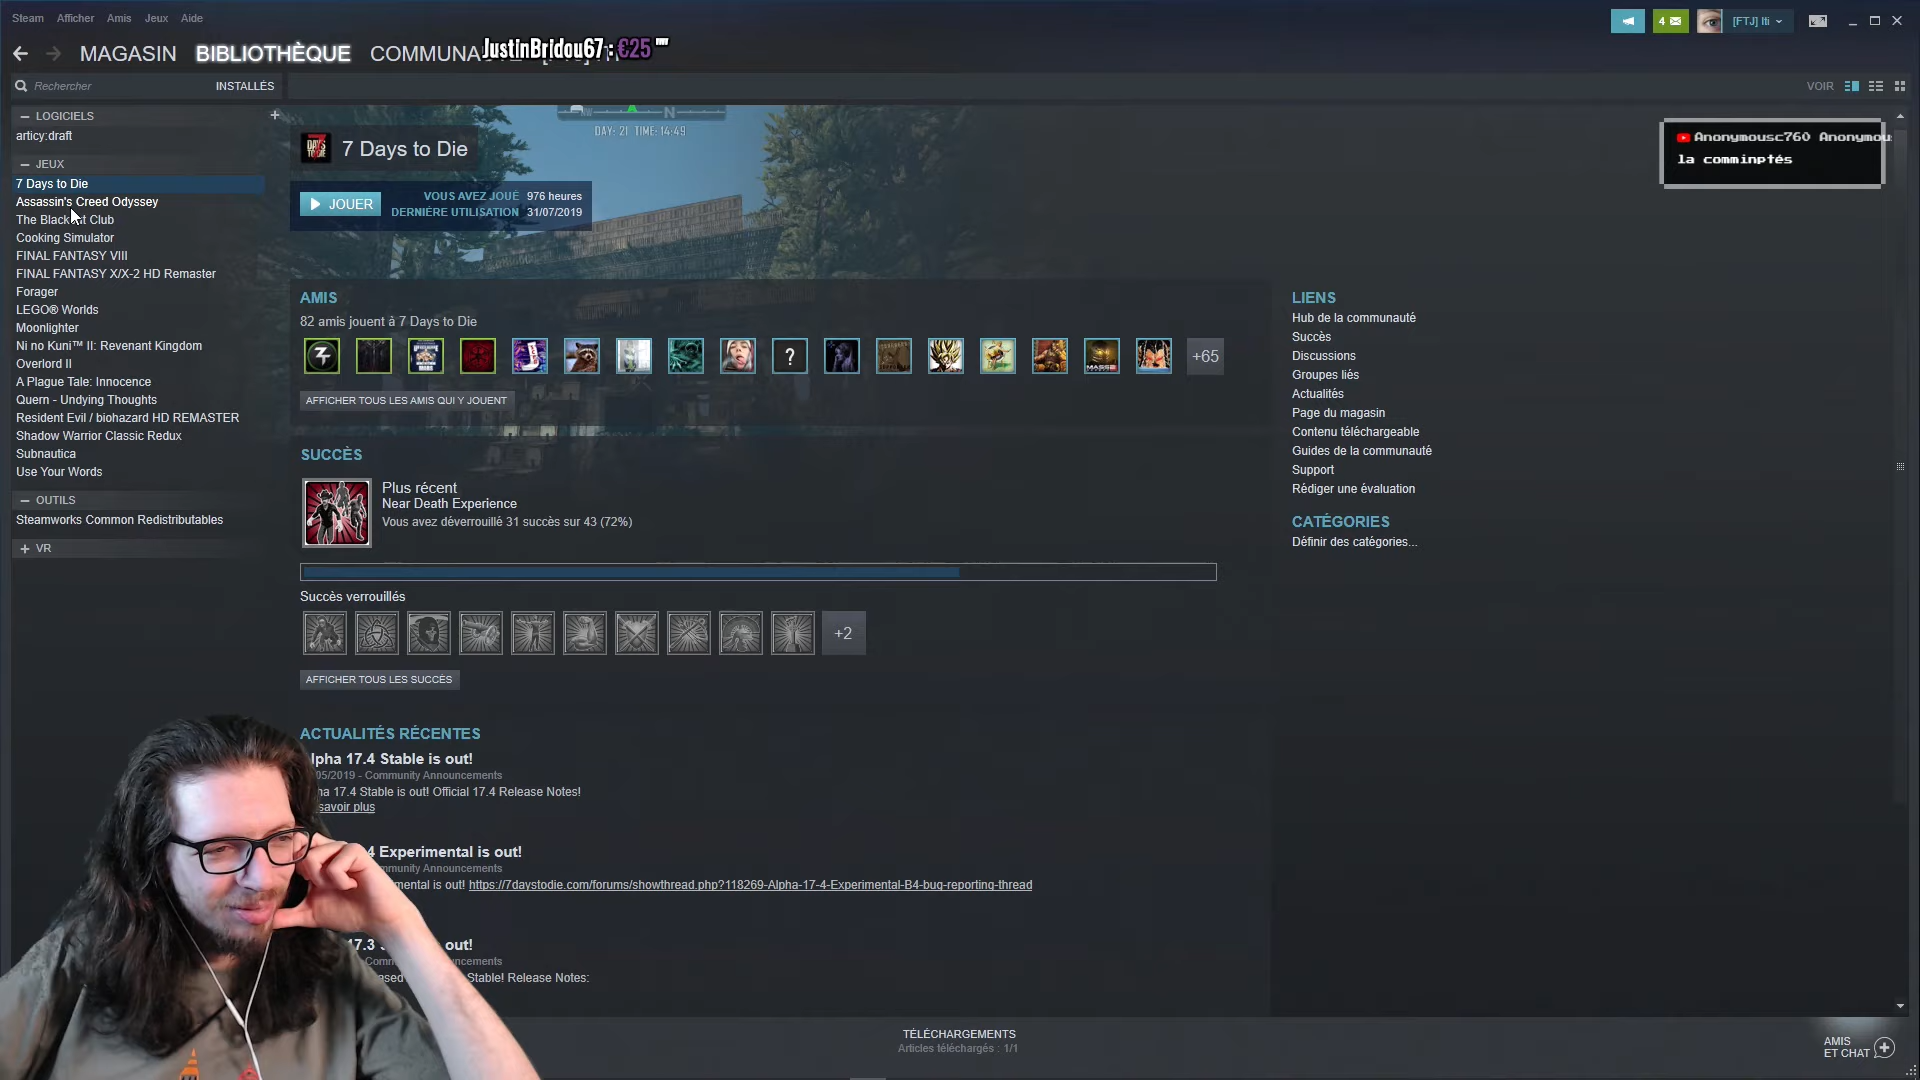 Steam Afficher Amis Jeux Aide
4
[FTJ] Iti
MAGASIN BIBLIOTHÈQUE
JustinBridou67 : €25
Rechercher INSTALLÉS
VOIR
LOGICIELS
articy:draft
JEUX
7 Days to Die
Assassin's Creed Odyssey
Cooking Simulator
FINAL FANTASY VIII
FINAL FANTASY X/X-2 HD Remaster
Forager
LEGO® Worlds
Moonlighter
Ni no Kuni™ II: Revenant Kingdom
Overlord II
A Plague Tale: Innocence
Quern - Undying Thoughts
Resident Evil / biohazard HD REMASTER
Shadow Warrior Classic Redux
Subnautica
Use Your Words
OUTILS
Steamworks Common Redistributables
VR
N
DAY: 21 TIME: 14:49
7 Days to Die
JOUER
VOUS AVEZ JOUÉ 976 heures
DERNIÈRE UTILISATION 31/07/2019
Anonymousc760
la comminptés
AMIS
82 amis jouent à 7 Days to Die
?
+65
AFFICHER TOUS LES AMIS QUI Y JOUENT
SUCCÈS
Plus récent
Near Death Experience
Vous avez déverrouillé 31 succès sur 43 (72%)
Succès verrouillés
+2
AFFICHER TOUS LES SUCCÈS
ACTUALITÉS RÉCENTES
lpha 17.4 Stable is out!
05/2019 - Community Announcements
ha 17.4 Stable is out! Official 17.4 Release Notes!
savoir plus
4 Experimental is out!
mmunity Announcements
mental is out! https://7daystodie.com/forums/showthread.php?118269-Alpha-17-4-Experimental-B4-bug-reporting-thread
17.3 out!
Stable! Release Notes:
LIENS
Hub de la communauté
Succès
Discussions
Groupes liés
Actualités
Page du magasin
Contenu téléchargeable
Guides de la communauté
Support
Rédiger une évaluation
CATÉGORIES
Définir des catégories...
TÉLÉCHARGEMENTS
Articles téléchargés : 1/1
AMIS
ET CHAT